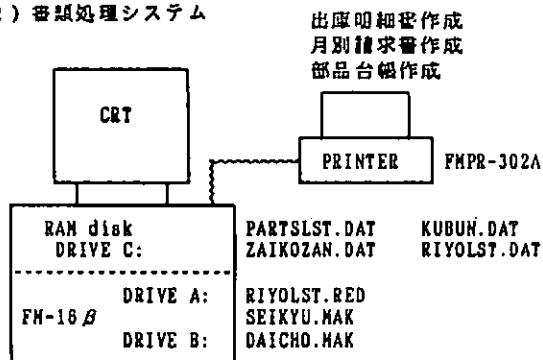 ）書類処理システム
出庫明細書作成
月別請求書作成
部品台帳作成
CRT
PRINTER FMPR-302A
RAM disk PARTSLST.DAT KUBUN.DAT
DRIVE C: ZAIKOZAN.DAT RIYOLST.DAT
DRIVE A: RIYOLST.RED
FM-16β SEIKYU.MAK
DRIVE B: DAICHO.MAK